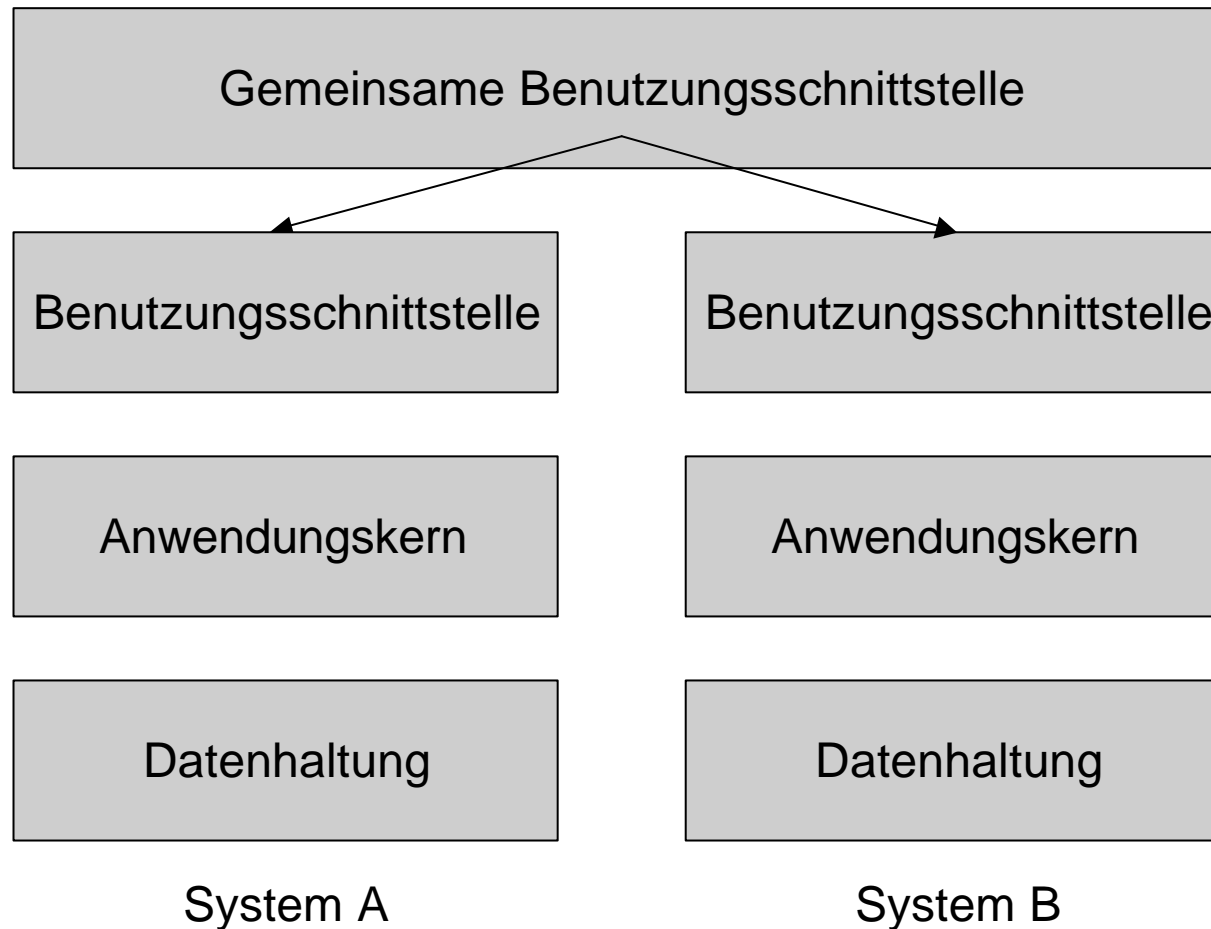 Gemeinsame Benutzungsschnittstelle
Benutzungsschnittstelle
Benutzungsschnittstelle
Anwendungskern
Anwendungskern
Datenhaltung
Datenhaltung
System A
System B